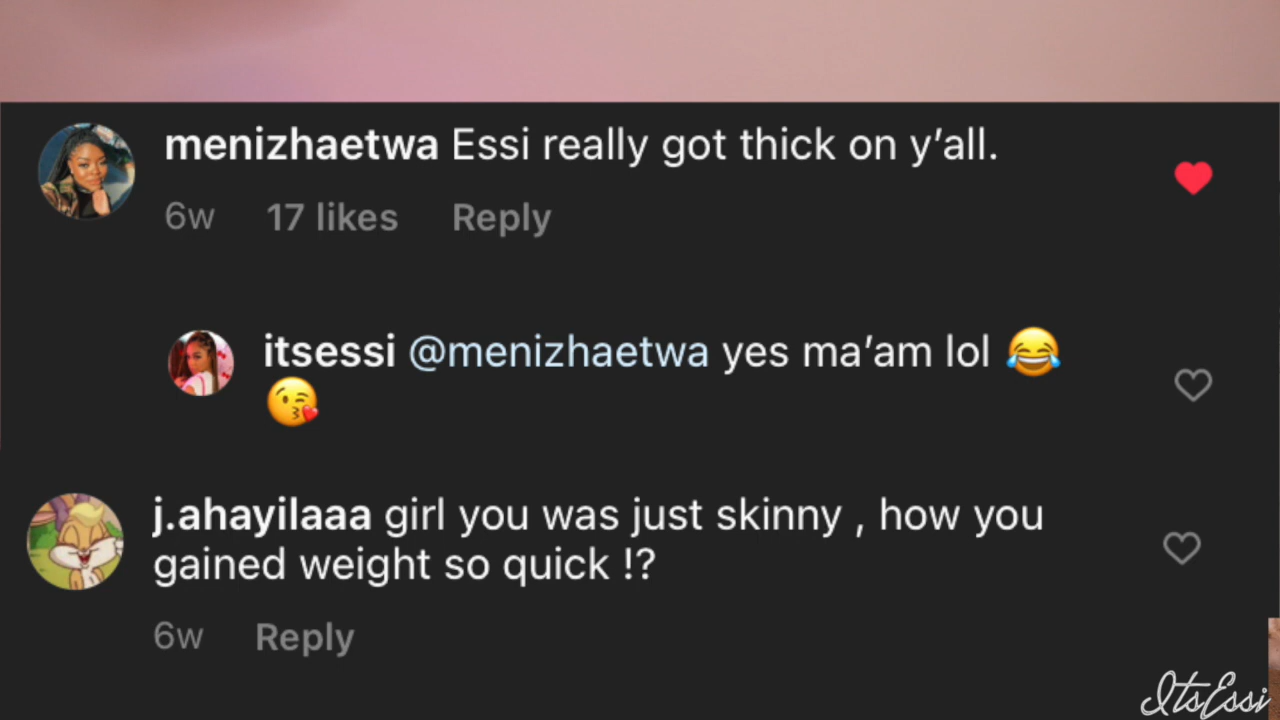 menizhaetwa Essi really got thick on y’all.
6w 17 likes Reply
itsessi @menizhaetwa yes ma’am lol 😂
😘
j.ahayilaaa girl you was just skinny , how you
gained weight so quick !?
6w Reply
ItsEssi